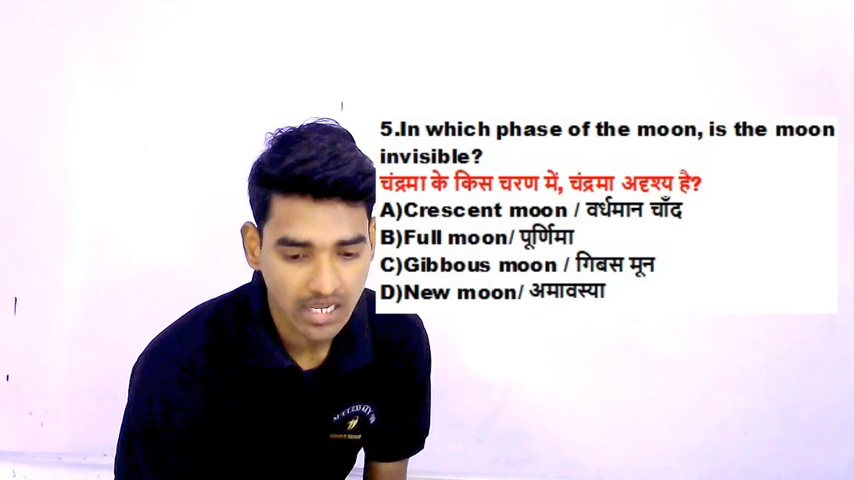 5.In which phase of the moon, is the moon
invisible?
चंद्रमा के किस चरण में, चंद्रमा अदृश्य है?
A)Crescent moon / वर्धमान चाँद
B)Full moon/ पूर्णिमा
C)Gibbous moon / गिबस मून
D)New moon/ अमावस्या